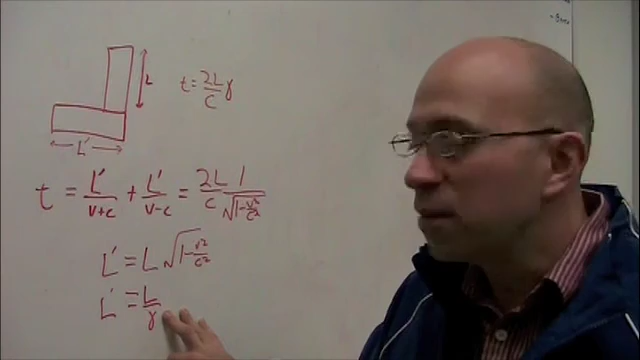 L
t = 2L/c γ
L'
t = L'/v+c + L'/v-c = 2L/c 1/√1-v²/c²
L' = L √1-v²/c²
L' = L/γ